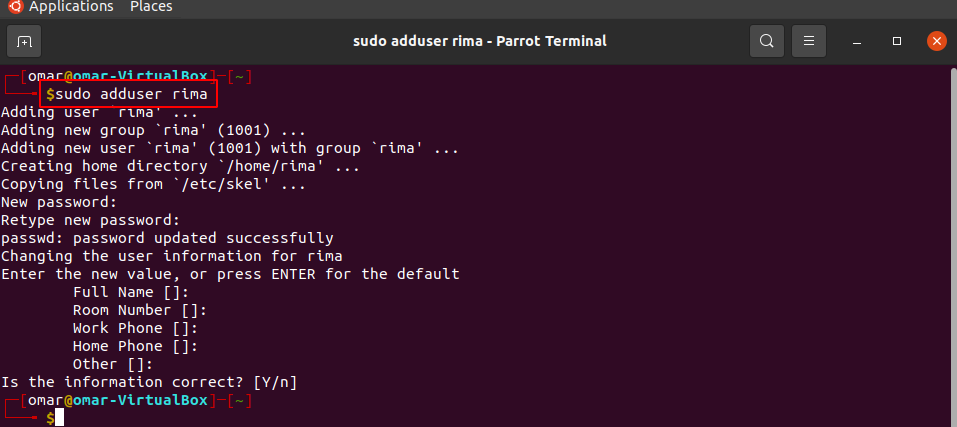 Applications Places
sudo adduser rima - Parrot Terminal
┌─[omar@omar-VirtualBox]─[~]
└──╼ $sudo adduser rima
Adding user `rima' ...
Adding new group `rima' (1001) ...
Adding new user `rima' (1001) with group `rima' ...
Creating home directory `/home/rima' ...
Copying files from `/etc/skel' ...
New password:
Retype new password:
passwd: password updated successfully
Changing the user information for rima
Enter the new value, or press ENTER for the default
        Full Name []:
        Room Number []:
        Work Phone []:
        Home Phone []:
        Other []:
Is the information correct? [Y/n]
┌─[omar@omar-VirtualBox]─[~]
└──╼ $